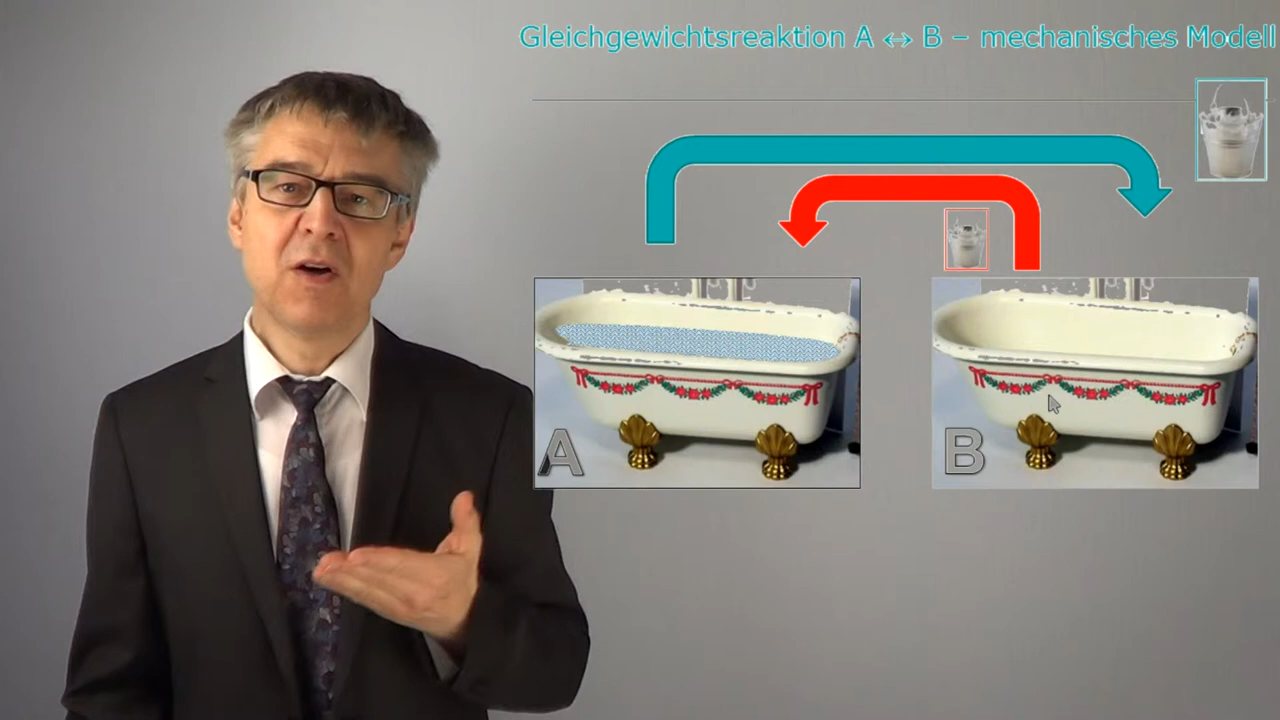 Gleichgewichtsreaktion A ↔ B – mechanisches Modell
A
B